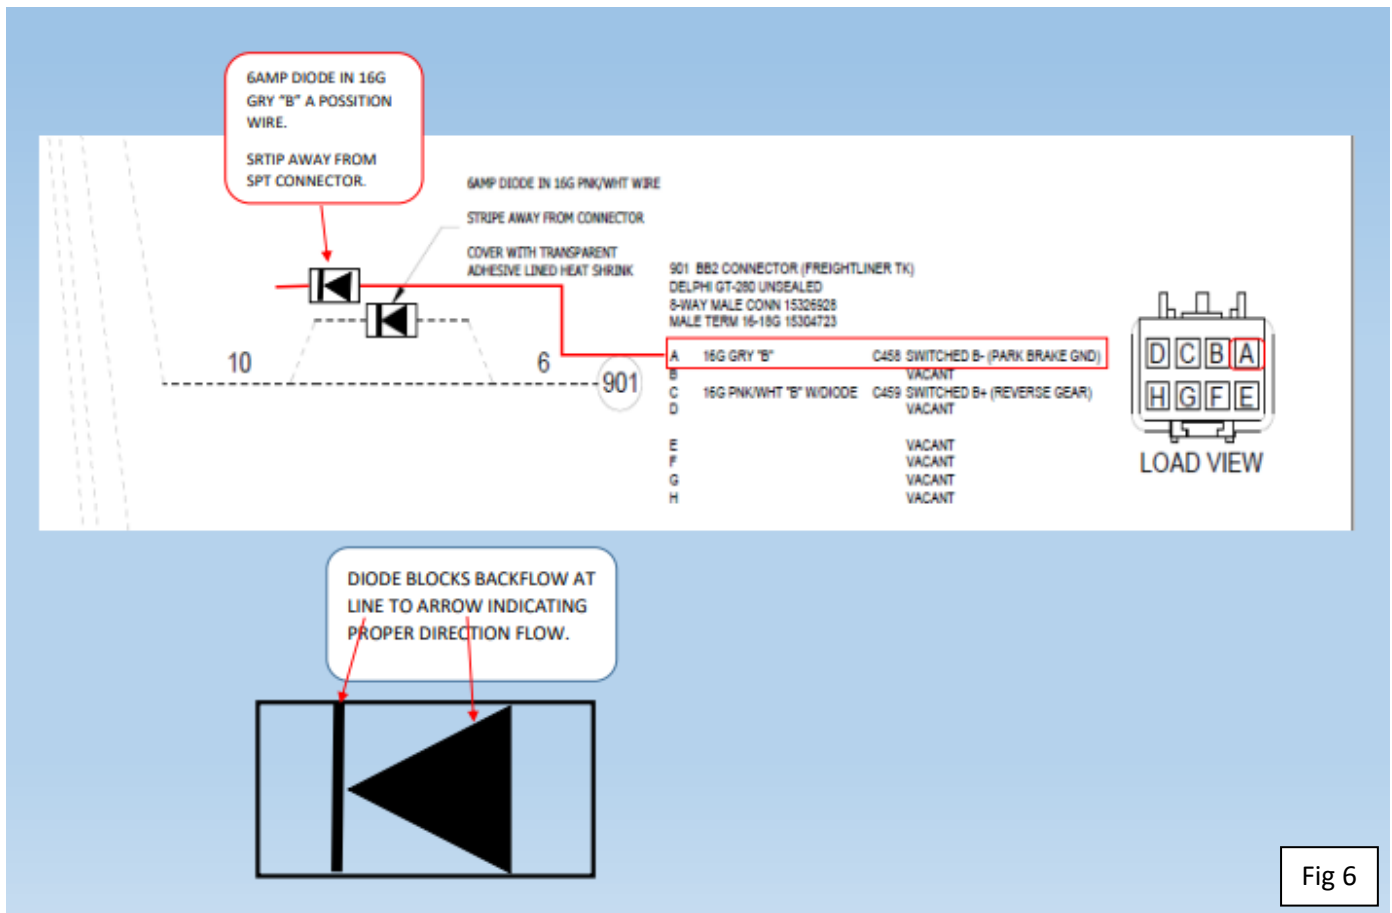 6AMP DIODE IN 16G
GRY "B" A POSSITION
WIRE.
SRTIP AWAY FROM
SPT CONNECTOR.
6AMP DIODE IN 16G PNK/WHT WIRE
STRIPE AWAY FROM CONNECTOR
COVER WITH TRANSPARENT
ADHESIVE LINED HEAT SHRINK
10
6
901
901 BB2 CONNECTOR (FREIGHTLINER TK)
DELPHI GT-280 UNSEALED
8-WAY MALE CONN 15326928
MALE TERM 16-18G 15304723
A 16G GRY "B" C458 SWITCHED B- (PARK BRAKE GND)
B VACANT
C 16G PNK/WHT "B" W/DIODE C459 SWITCHED B+ (REVERSE GEAR)
D VACANT
E VACANT
F VACANT
G VACANT
H VACANT
D C B A
H G F E
LOAD VIEW
DIODE BLOCKS BACKFLOW AT
LINE TO ARROW INDICATING
PROPER DIRECTION FLOW.
Fig 6